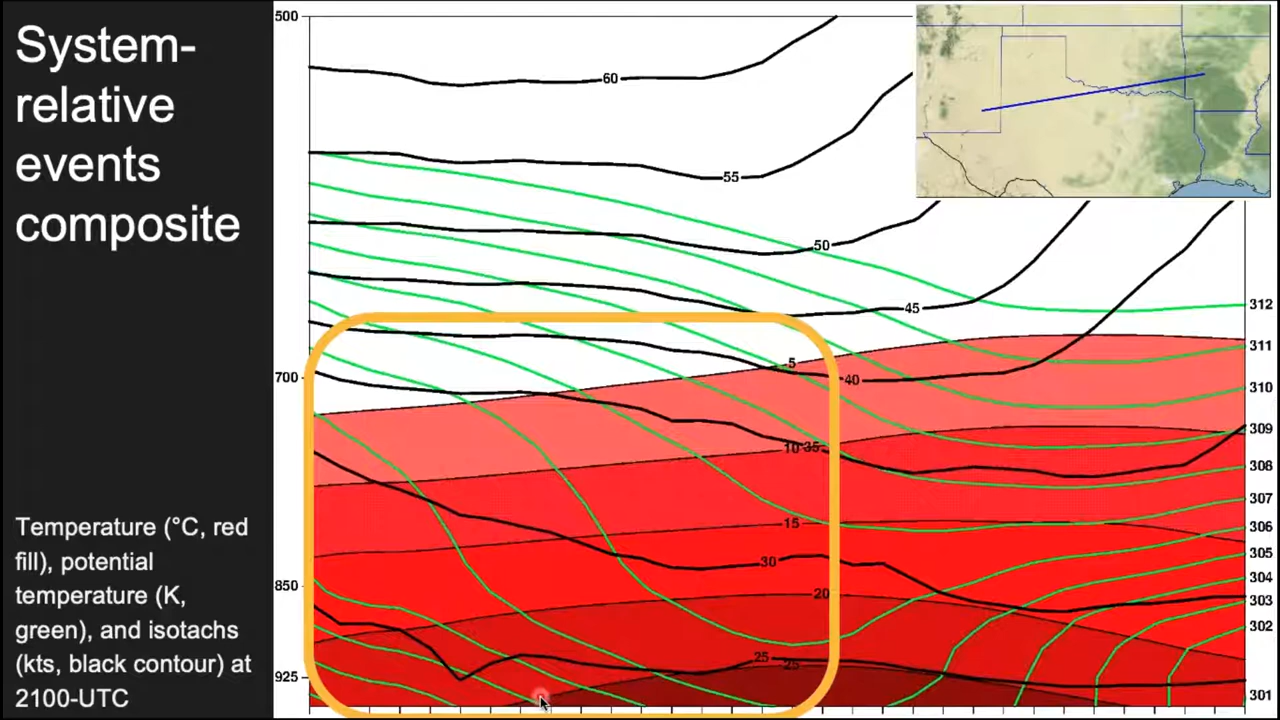 System-
relative
events
composite
Temperature (°C, red
fill), potential
temperature (K,
green), and isotachs
(kts, black contour) at
2100-UTC
500
60
55
50
45
312
311
5
700
40
310
309
10 35
308
307
15
306
305
30
850
304
20
303
302
25
25
925
301